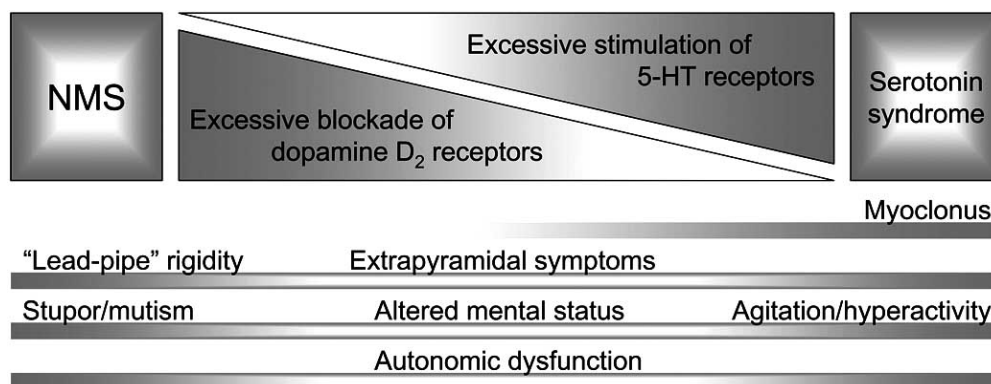 NMS
Excessive stimulation of
5-HT receptors
Excessive blockade of
dopamine D₂ receptors
Serotonin
syndrome
Myoclonus
“Lead-pipe” rigidity Extrapyramidal symptoms
Stupor/mutism Altered mental status Agitation/hyperactivity
Autonomic dysfunction